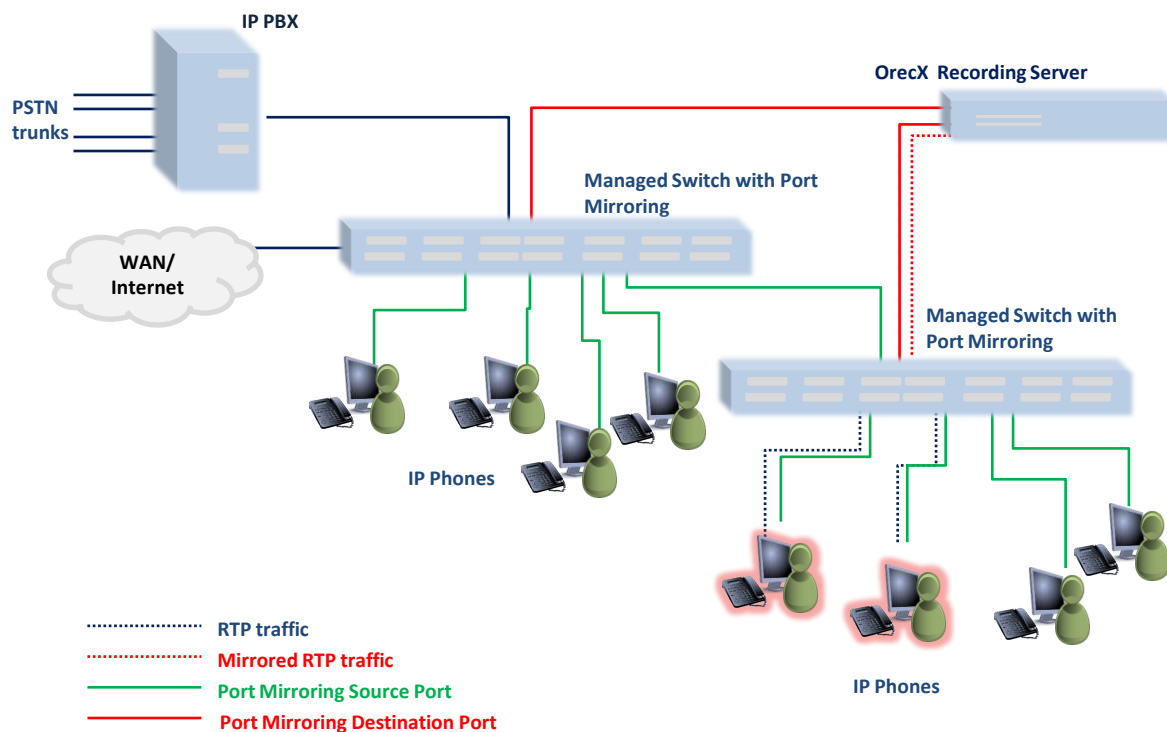 IP PBX
OrecX Recording Server
PSTN
trunks
Managed Switch with Port
Mirroring
WAN/
Internet
Managed Switch with
Port Mirroring
IP Phones
IP Phones
RTP traffic
Mirrored RTP traffic
Port Mirroring Source Port
Port Mirroring Destination Port